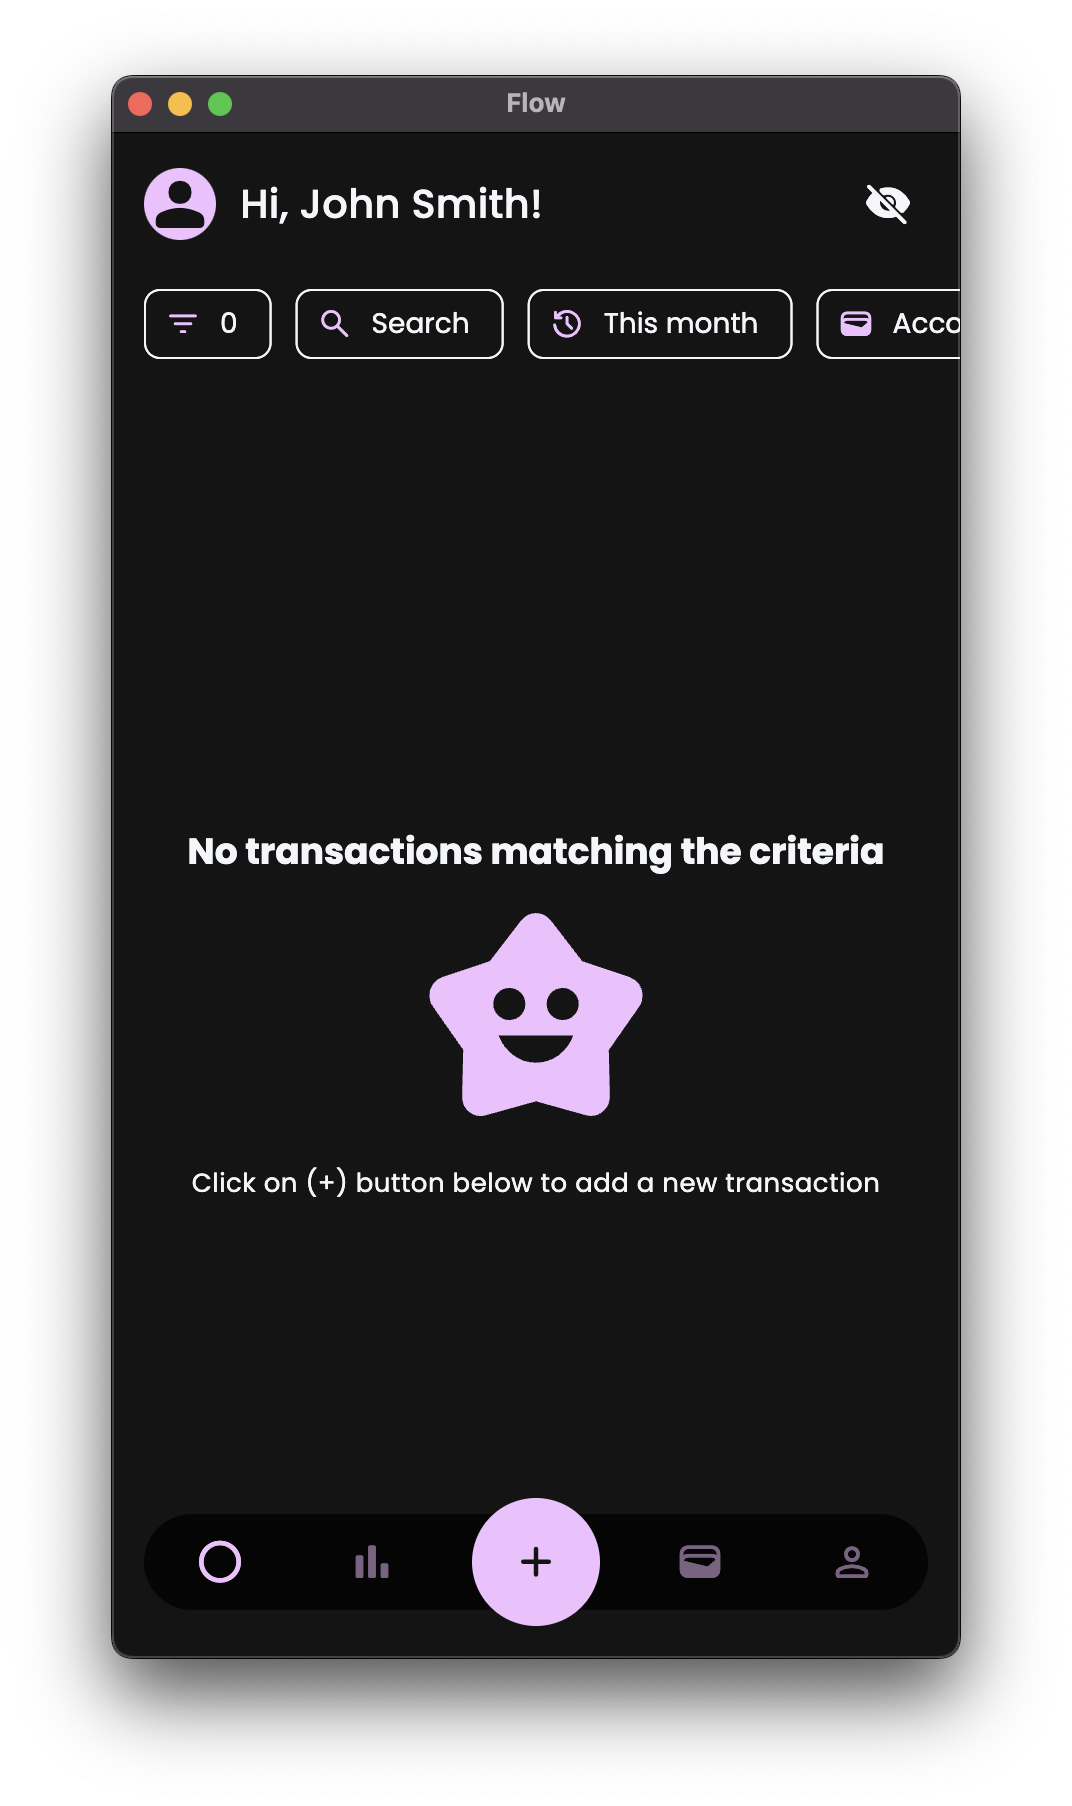 Flow
Hi, John Smith!
0 Search This month Acco
No transactions matching the criteria
Click on (+) button below to add a new transaction